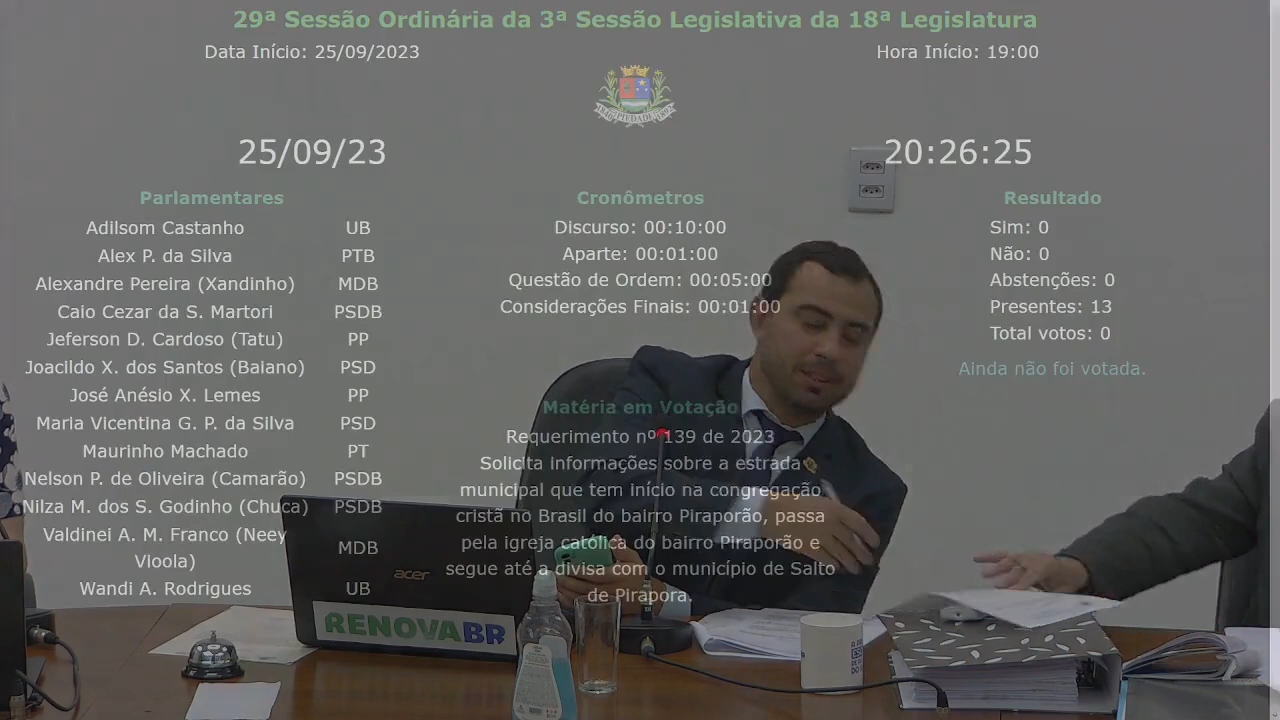 29ª Sessão Ordinária da 3ª Sessão Legislativa da 18ª Legislatura
Data Início: 25/09/2023
Hora Início: 19:00
PIUDADE
25/09/23
20:26:25
Parlamentares
Adilsom Castanho UB
Alex P. da Silva PTB
Alexandre Pereira (Xandinho) MDB
Caio Cezar da S. Martori PSDB
Jeferson D. Cardoso (Tatu) PP
Joacildo X. dos Santos (Baiano) PSD
José Anésio X. Lemes PP
Maria Vicentina G. P. da Silva PSD
Maurinho Machado PT
Nelson P. de Oliveira (Camarão) PSDB
Nilza M. dos S. Godinho (Chuca) PSDB
Valdinei A. M. Franco (Neey
Viola) MDB
Wandi A. Rodrigues UB
Cronômetros
Discurso: 00:10:00
Aparte: 00:01:00
Questão de Ordem: 00:05:00
Considerações Finais: 00:01:00
Resultado
Sim: 0
Não: 0
Abstenções: 0
Presentes: 13
Total votos: 0
Ainda não foi votada.
Matéria em Votação
Requerimento nº 139 de 2023
Solicita informações sobre a estrada
municipal que tem início na congregação
cristã no Brasil do bairro Piraporão, passa
pela igreja católica do bairro Piraporão e
segue até a divisa com o município de Salto
de Pirapora.
acer
RENOVABR